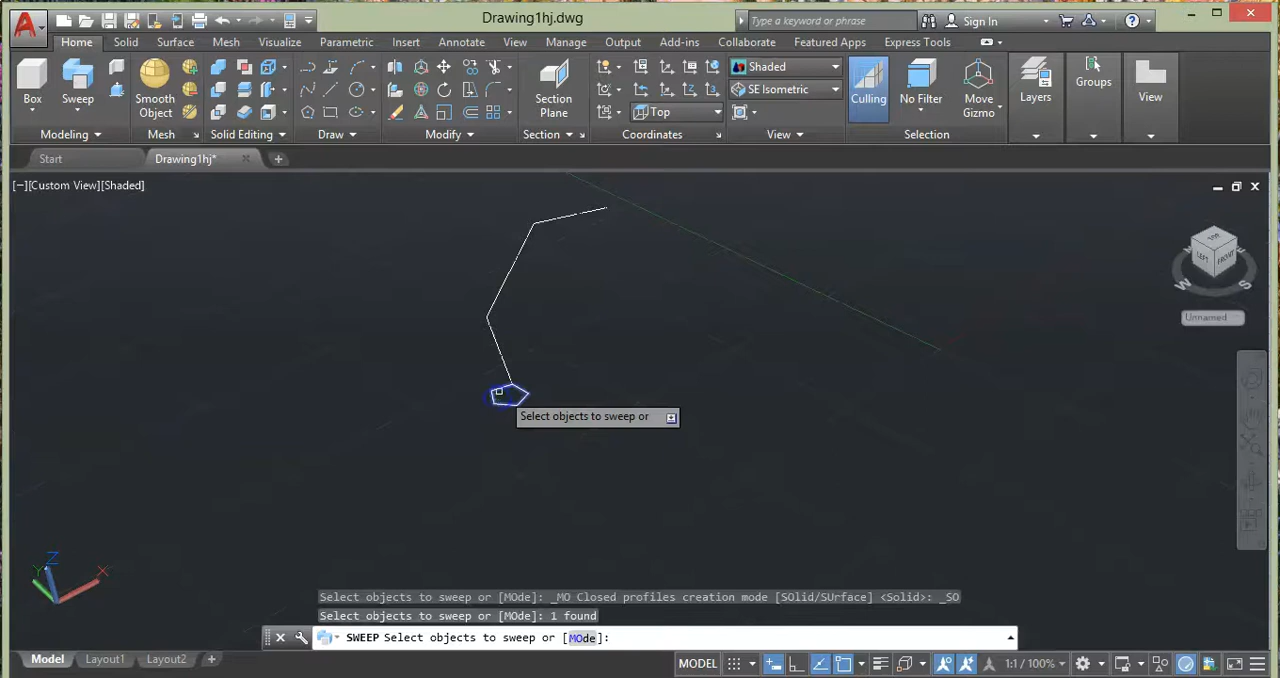 Drawing1hj.dwg
Type a keyword or phrase
Sign In
Home Solid Surface Mesh Visualize Parametric Insert Annotate View Manage Output Add-ins Collaborate Featured Apps Express Tools
Box
Sweep
Smooth
Object
Section
Plane
Top
Shaded
SE Isometric
Culling
No Filter
Move
Gizmo
Layers
Groups
View
Modeling Mesh Solid Editing Draw Modify Section Coordinates View Selection
Start Drawing1hj*
[−][Custom View][Shaded]
TOP
LEFT FRONT
W S
Unnamed
Select objects to sweep or
Z
Y X
Select objects to sweep or [MOde]: _MO Closed profiles creation mode [SOlid/SUrface] <Solid>: _SO
Select objects to sweep or [MOde]: 1 found
SWEEP Select objects to sweep or [MOde]:
Model Layout1 Layout2 +
MODEL 1:1 / 100%